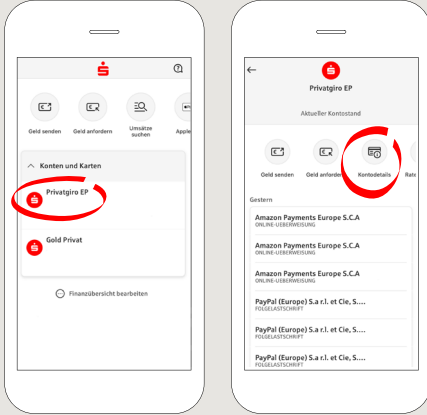 Geld senden
Geld anfordern
Umsätze
suchen
Apple
Konten und Karten
Privatgiro EP
Gold Privat
Finanzübersicht bearbeiten
Privatgiro EP
Aktueller Kontostand
Geld senden
Geld anfordern
Kontodetails
Rate
Gestern
Amazon Payments Europe S.C.A
ONLINE-UEBERWEISUNG
Amazon Payments Europe S.C.A
ONLINE-UEBERWEISUNG
Amazon Payments Europe S.C.A
ONLINE-UEBERWEISUNG
PayPal (Europe) S.a r.l. et Cie, S....
FOLGELASTSCHRIFT
PayPal (Europe) S.a r.l. et Cie, S....
FOLGELASTSCHRIFT
PayPal (Europe) S.a r.l. et Cie, S....
FOLGELASTSCHRIFT